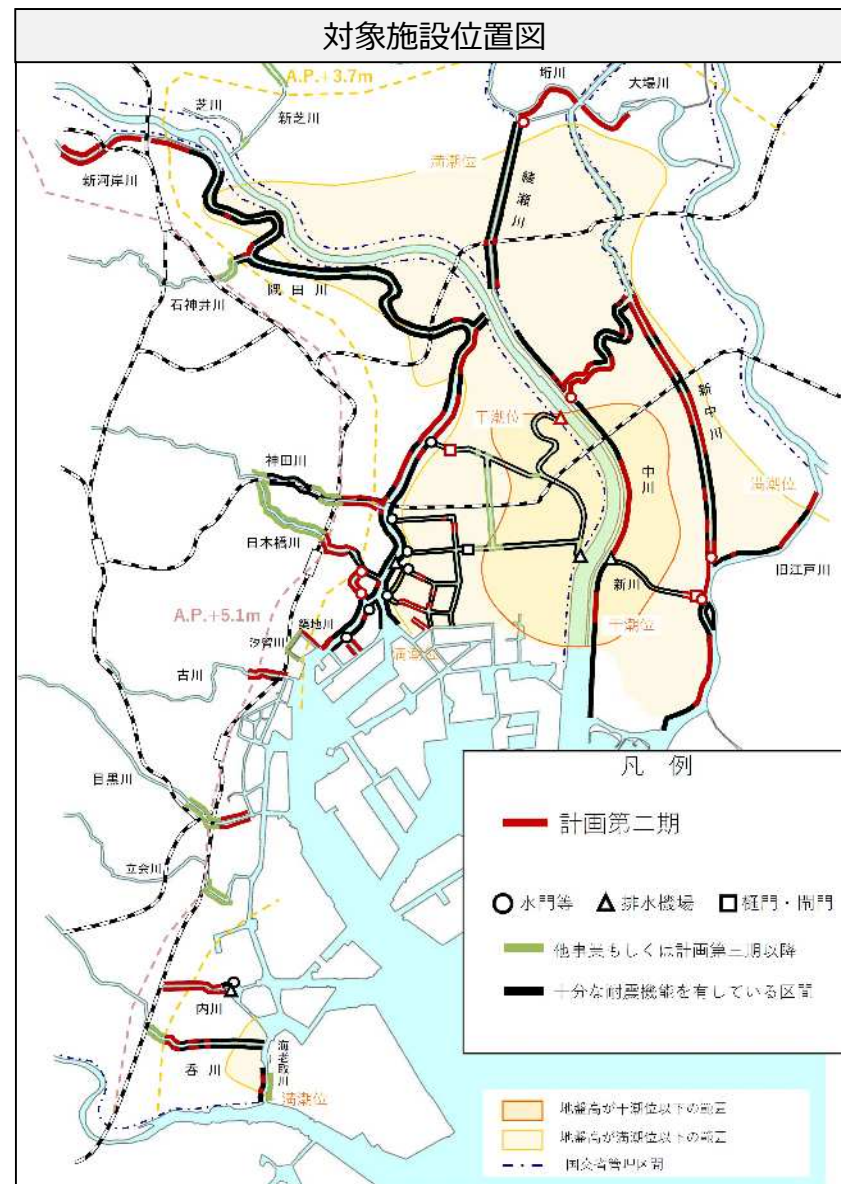 対象施設位置図
A.P.+3.7m
芝川
新芝川
垳川
大場川
新河岸川
満潮位
綾瀬川
石神井川
隅田川
干潮位
新中川
神田川
中川
満潮位
日本橋川
新川
旧江戸川
A.P.+5.1m
築地川
汐留川
干潮位
満潮位
古川
目黒川
立会川
内川
呑川
海老取川
満潮位
凡 例
計画第二期
水門等 排水機場 樋門・閘門
他事業もしくは計画第三期以降
十分な耐震機能を有している区間
地盤高が干潮位以下の範囲
地盤高が満潮位以下の範囲
国交省管理区間